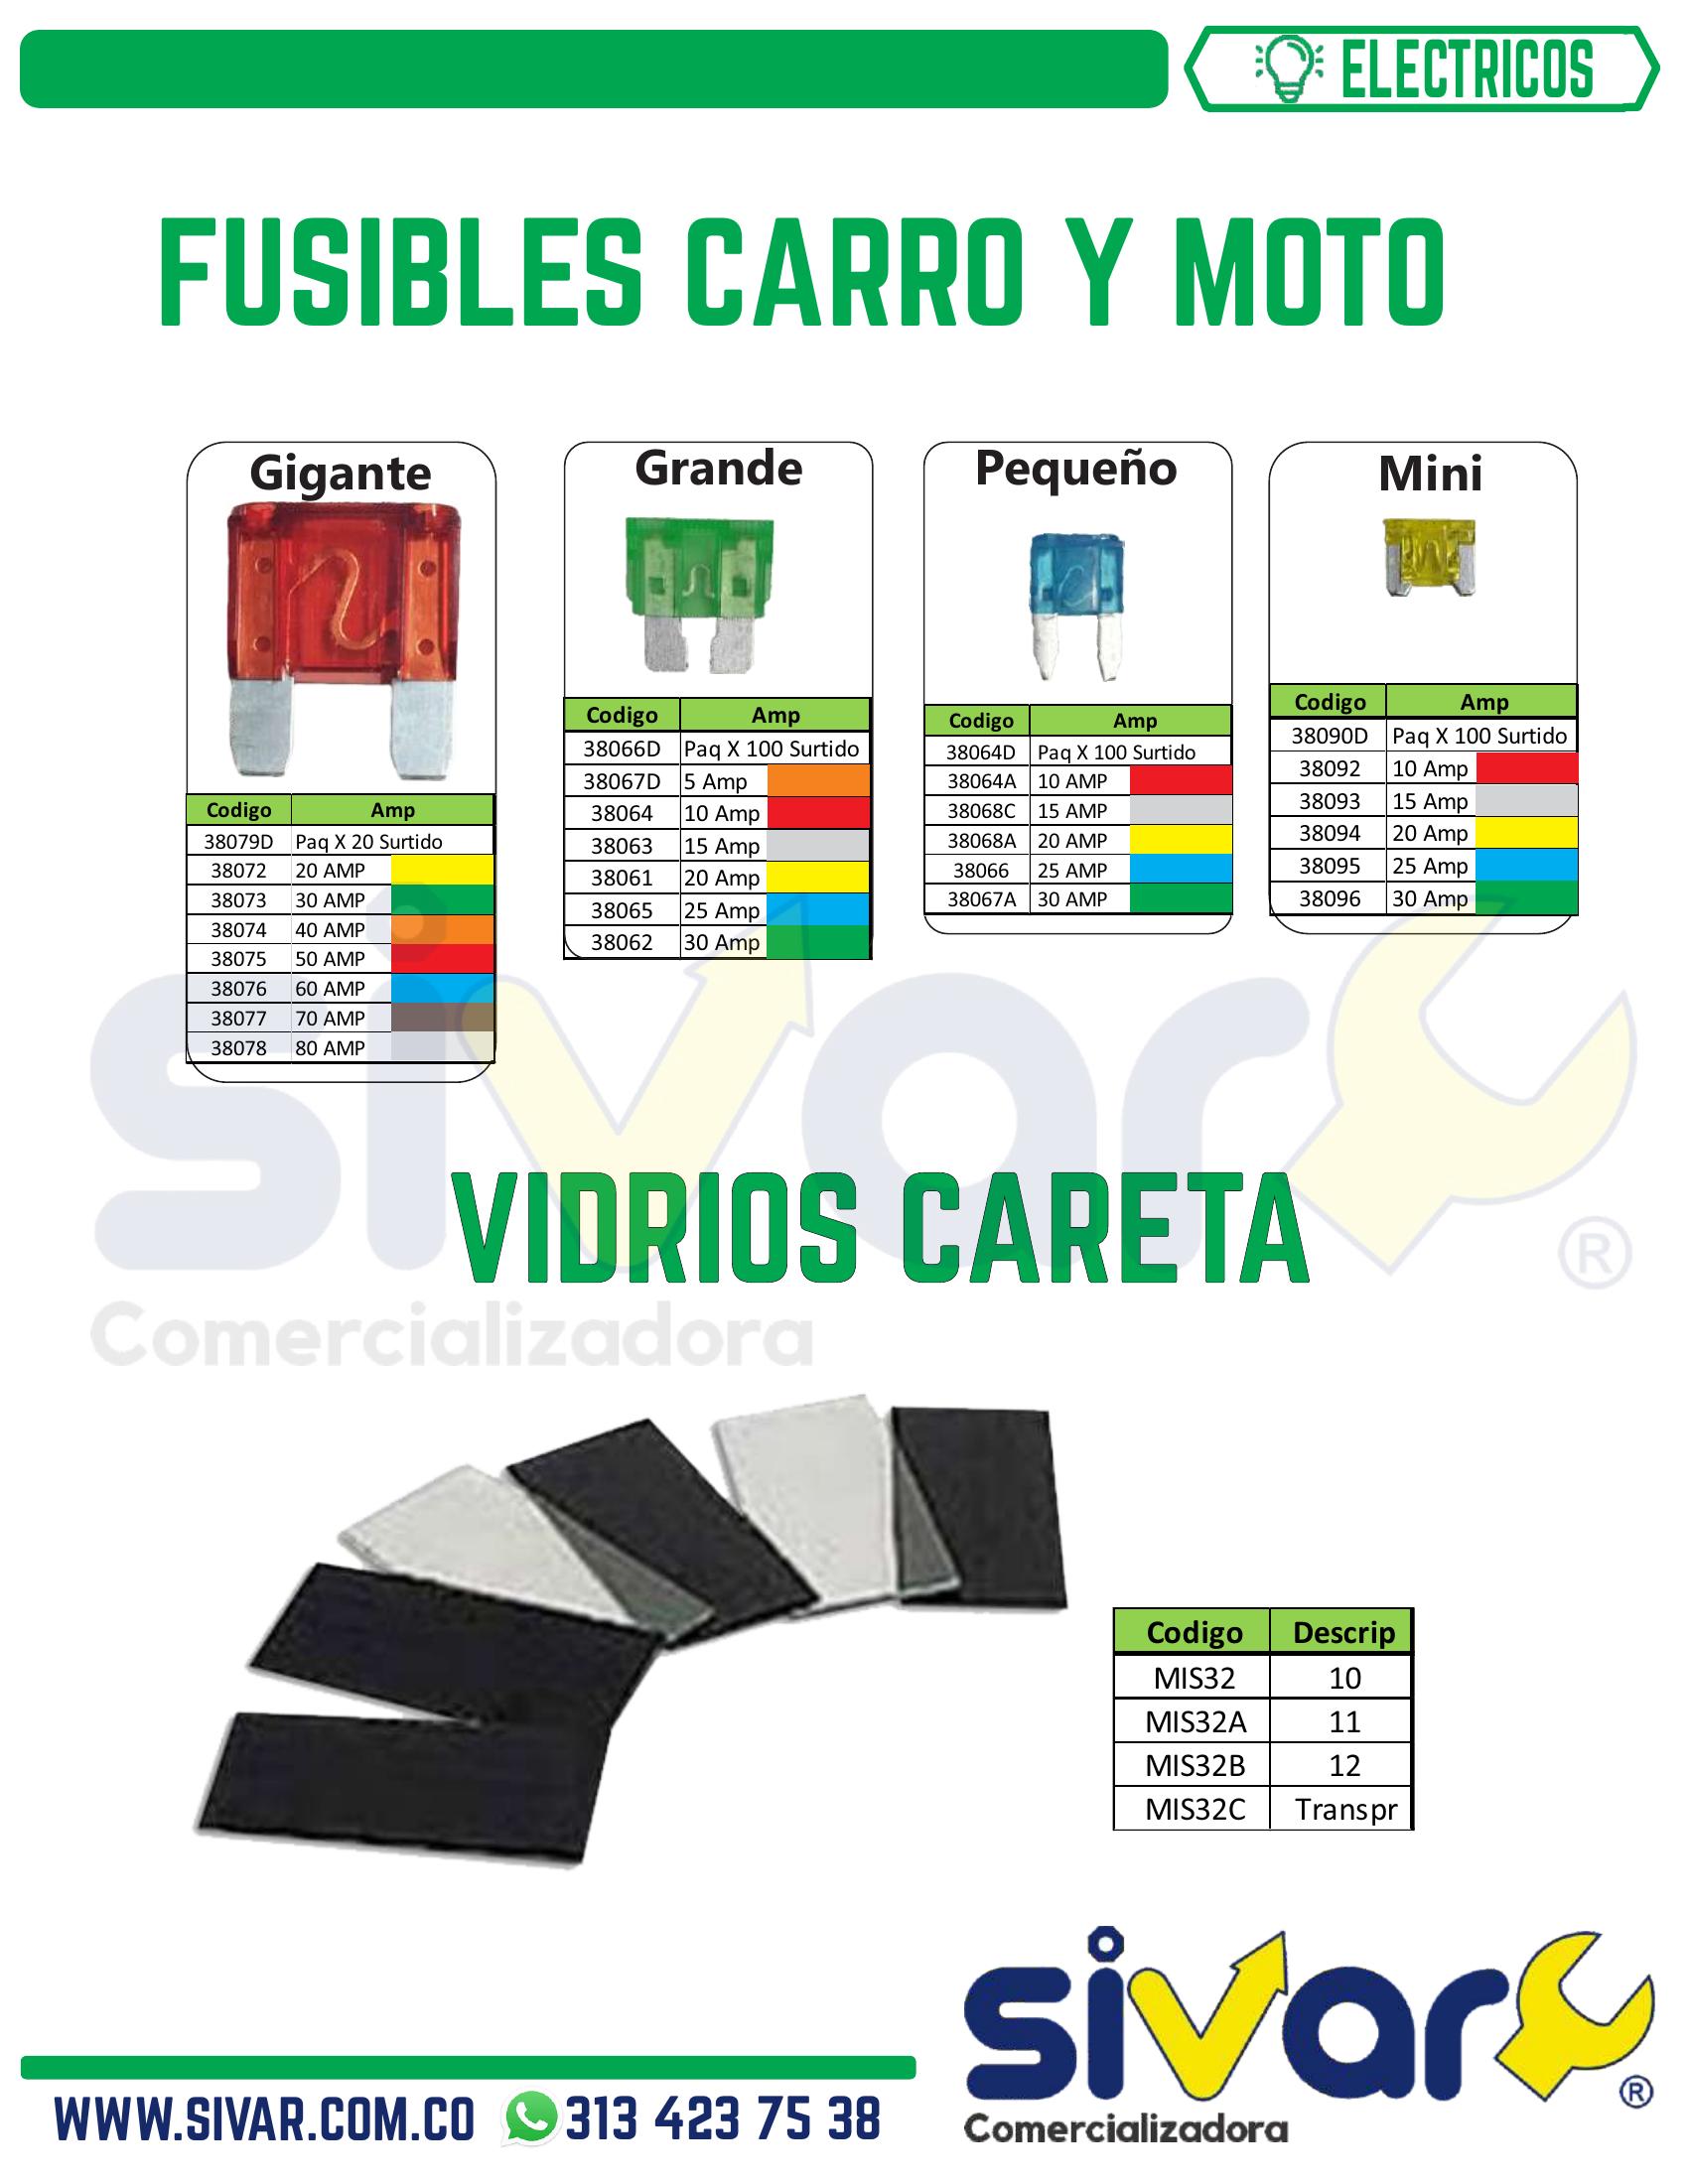 ELECTRICOS
FUSIBLES CARRO Y MOTO
Gigante
Codigo Amp
38079D Paq X 20 Surtido
38072 20 AMP
38073 30 AMP
38074 40 AMP
38075 50 AMP
38076 60 AMP
38077 70 AMP
38078 80 AMP
Grande
Codigo Amp
38066D Paq X 100 Surtido
38067D 5 Amp
38064 10 Amp
38063 15 Amp
38061 20 Amp
38065 25 Amp
38062 30 Amp
Pequeño
Codigo Amp
38064D Paq X 100 Surtido
38064A 10 AMP
38068C 15 AMP
38068A 20 AMP
38066 25 AMP
38067A 30 AMP
Mini
Codigo Amp
38090D Paq X 100 Surtido
38092 10 Amp
38093 15 Amp
38094 20 Amp
38095 25 Amp
38096 30 Amp
sivar ®
Comercializadora
VIDRIOS CARETA
Codigo Descrip
MIS32 10
MIS32A 11
MIS32B 12
MIS32C Transpr
WWW.SIVAR.COM.CO 313 423 75 38
sivar ®
Comercializadora